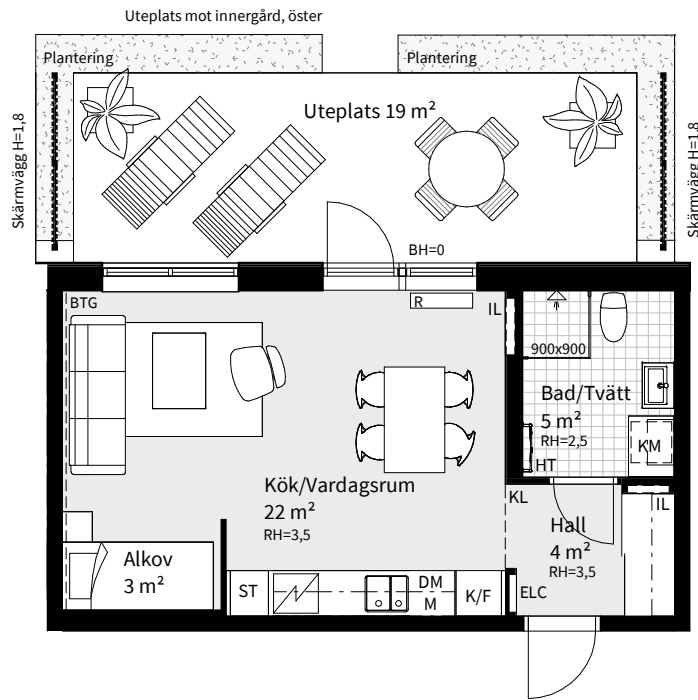 Uteplats mot innergård, öster
Plantering
Plantering
Skärmvägg H=1,8
Uteplats 19 m²
Skärmvägg H=1,8
BH=0
BTG
R
IL
900x900
Bad/Tvätt
5 m²
RH=2,5
KM
HT
Kök/Vardagsrum
22 m²
RH=3,5
KL
IL
Hall
4 m²
RH=3,5
Alkov
3 m²
ST
DM
M
K/F
ELC